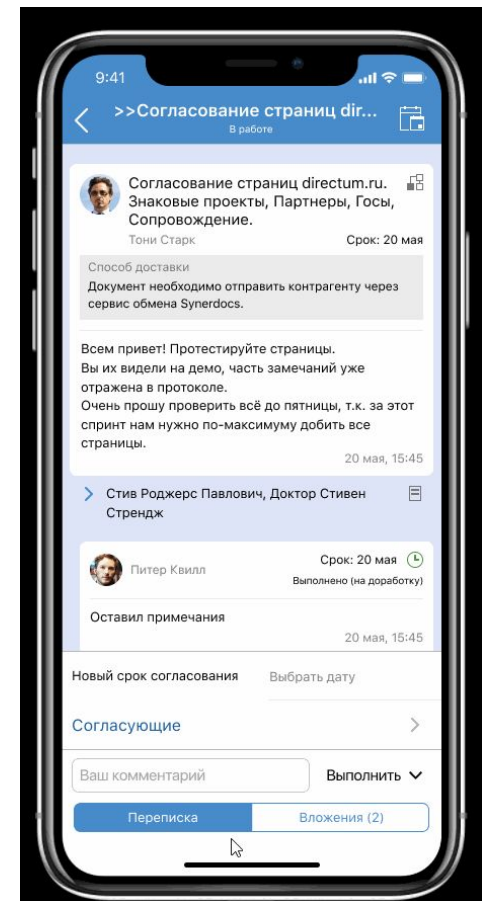 9:41
>>Согласование страниц dir...
В работе
Согласование страниц directum.ru.
Знаковые проекты, Партнеры, Госы,
Сопровождение.
Тони Старк
Срок: 20 мая
Способ доставки
Документ необходимо отправить контрагенту через
сервис обмена Synerdocs.
Всем привет! Протестируйте страницы.
Вы их видели на демо, часть замечаний уже
отражена в протоколе.
Очень прошу проверить всё до пятницы, т.к. за этот
спринт нам нужно по-максимуму добить все
страницы.
20 мая, 15:45
Стив Роджерс Павлович, Доктор Стивен
Стрендж
Питер Квилл
Срок: 20 мая
Выполнено (на доработку)
Оставил примечания
20 мая, 15:45
Новый срок согласования
Выбрать дату
Согласующие
Ваш комментарий
Выполнить
Переписка
Вложения (2)